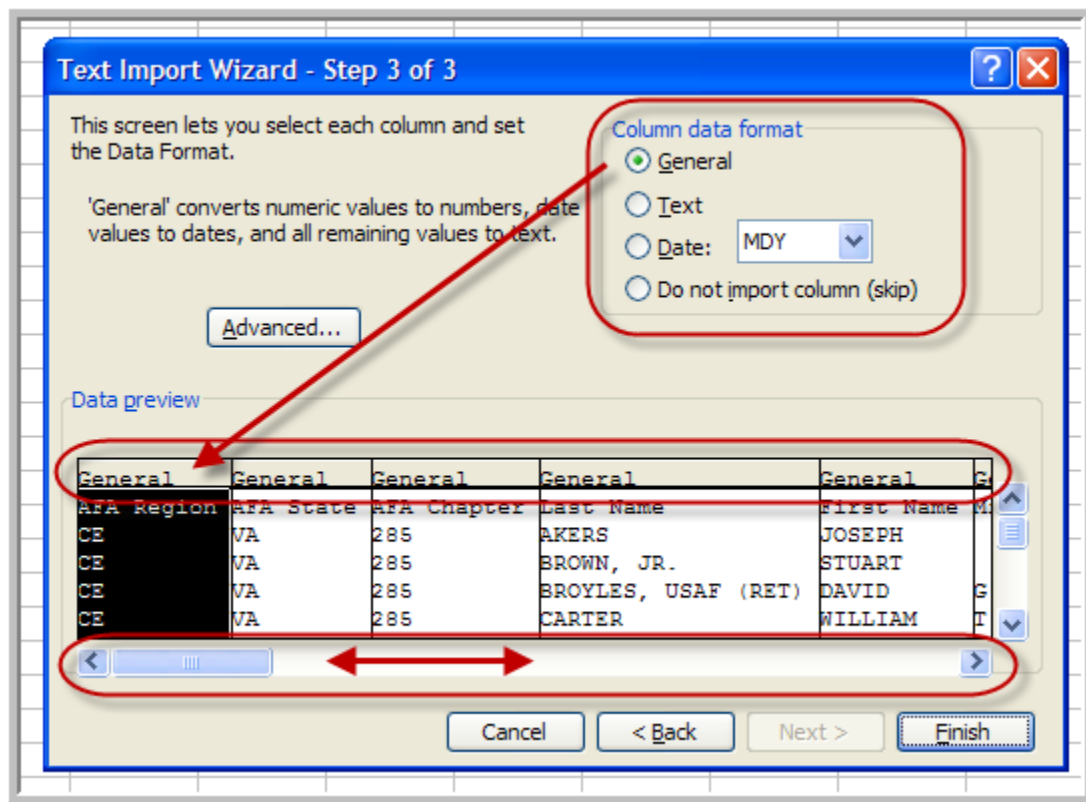 Text Import Wizard - Step 3 of 3
This screen lets you select each column and set
the Data Format.
'General' converts numeric values to numbers, date
values to dates, and all remaining values to text.
Advanced...
Column data format
General
Text
Date: MDY
Do not import column (skip)
Data preview
General General General General General
AFA Region AFA State AFA Chapter Last Name First Name
CE VA 285 AKERS JOSEPH
CE VA 285 BROWN, JR. STUART
CE VA 285 BROYLES, USAF (RET) DAVID G
CE VA 285 CARTER WILLIAM T
Cancel < Back Next > Finish